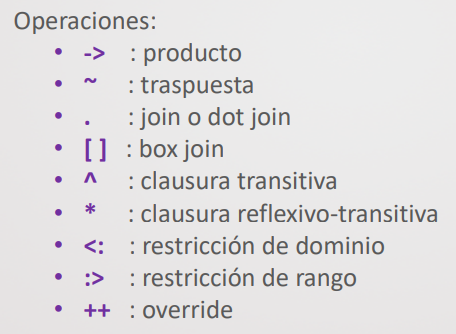 Operaciones:
• -> : producto
• ~ : traspuesta
• . : join o dot join
• [ ] : box join
• ^ : clausura transitiva
• * : clausura reflexivo-transitiva
• <: : restricción de dominio
• :> : restricción de rango
• ++ : override